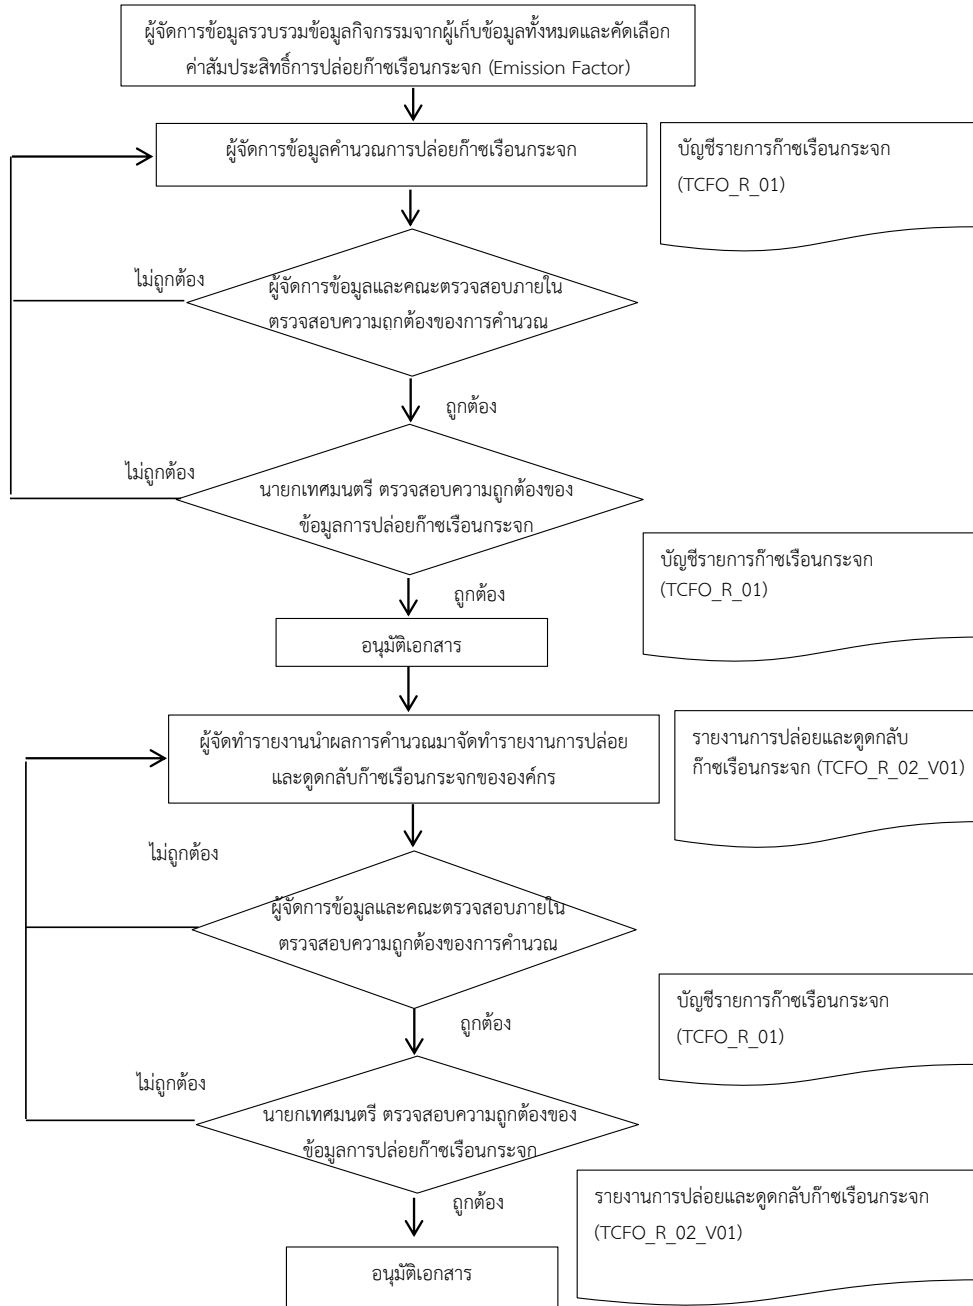 ผู้จัดการข้อมูลรวบรวมข้อมูลกิจกรรมจากผู้เก็บข้อมูลทั้งหมดและคัดเลือก
ค่าสัมประสิทธิ์การปล่อยก๊าซเรือนกระจก (Emission Factor)
ผู้จัดการข้อมูลคำนวณการปล่อยก๊าซเรือนกระจก
บัญชีรายการก๊าซเรือนกระจก
(TCFO_R_01)
ไม่ถูกต้อง
ผู้จัดการข้อมูลและคณะตรวจสอบภายใน
ตรวจสอบความถูกต้องของการคำนวณ
ถูกต้อง
ไม่ถูกต้อง
นายกเทศมนตรี ตรวจสอบความถูกต้องของ
ข้อมูลการปล่อยก๊าซเรือนกระจก
บัญชีรายการก๊าซเรือนกระจก
(TCFO_R_01)
ถูกต้อง
อนุมัติเอกสาร
ผู้จัดทำรายงานนำผลการคำนวณมาจัดทำรายงานการปล่อย
และดูดกลับก๊าซเรือนกระจกขององค์กร
รายงานการปล่อยและดูดกลับ
ก๊าซเรือนกระจก (TCFO_R_02_V01)
ไม่ถูกต้อง
ผู้จัดการข้อมูลและคณะตรวจสอบภายใน
ตรวจสอบความถูกต้องของการคำนวณ
บัญชีรายการก๊าซเรือนกระจก
(TCFO_R_01)
ถูกต้อง
ไม่ถูกต้อง
นายกเทศมนตรี ตรวจสอบความถูกต้องของ
ข้อมูลการปล่อยก๊าซเรือนกระจก
รายงานการปล่อยและดูดกลับก๊าซเรือนกระจก
(TCFO_R_02_V01)
ถูกต้อง
อนุมัติเอกสาร